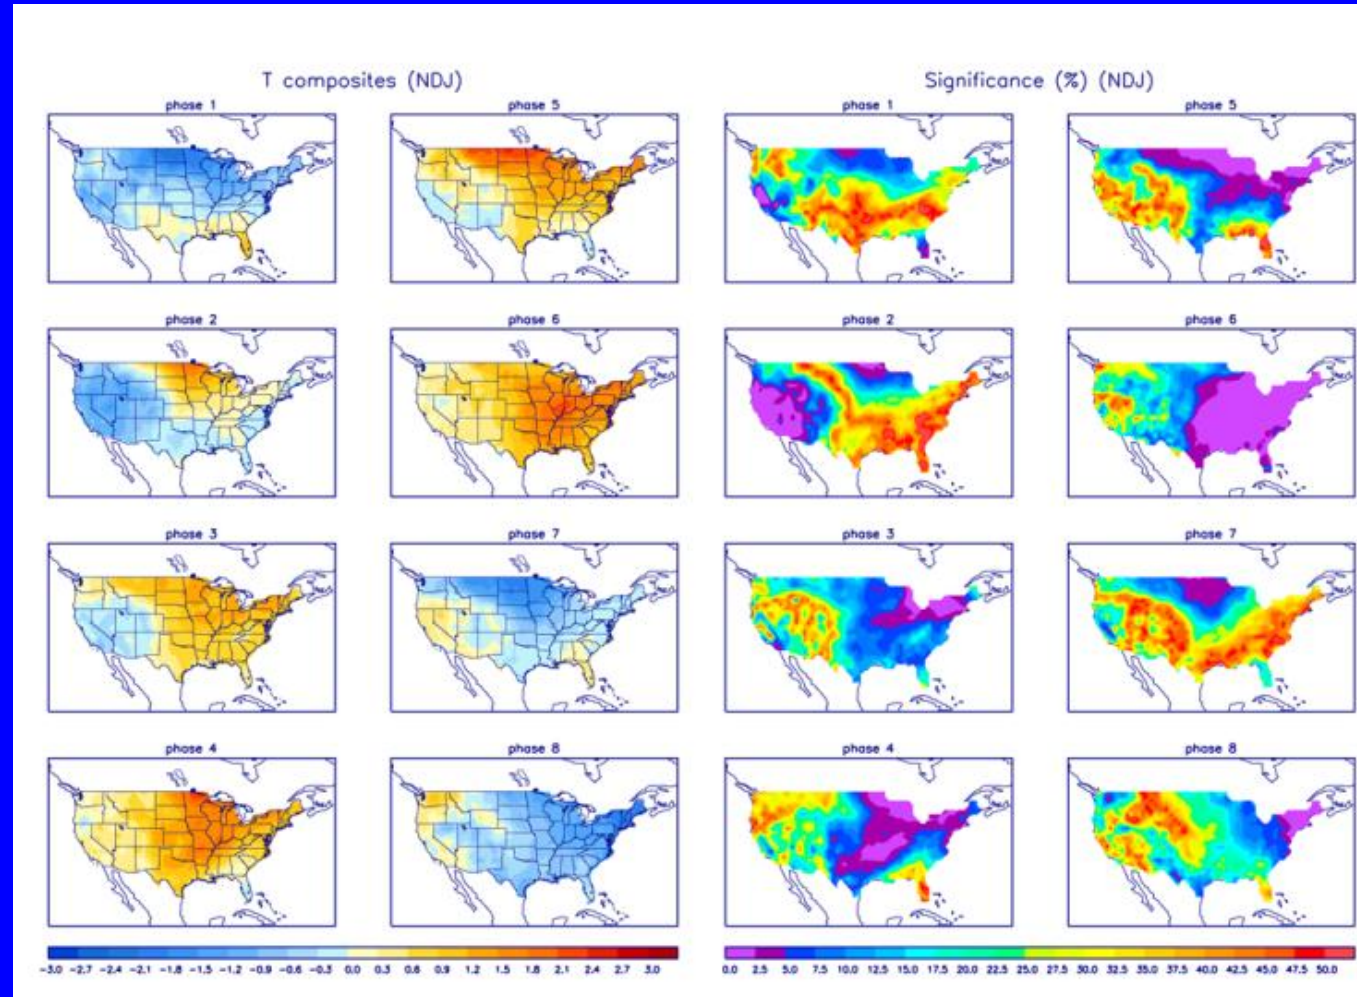 T composites (NDJ) Significance (%) (NDJ)
phase 1 phase 5 phase 1 phase 5
phase 2 phase 6 phase 2 phase 6
phase 3 phase 7 phase 3 phase 7
phase 4 phase 8 phase 4 phase 8
-3.0 -2.7 -2.4 -2.1 -1.8 -1.5 -1.2 -0.9 -0.6 -0.3 0.0 0.3 0.6 0.9 1.2 1.5 1.8 2.1 2.4 2.7 3.0 0.0 2.5 5.0 7.5 10.0 12.5 15.0 17.5 20.0 22.5 25.0 27.5 30.0 32.5 35.0 37.5 40.0 42.5 45.0 47.5 50.0